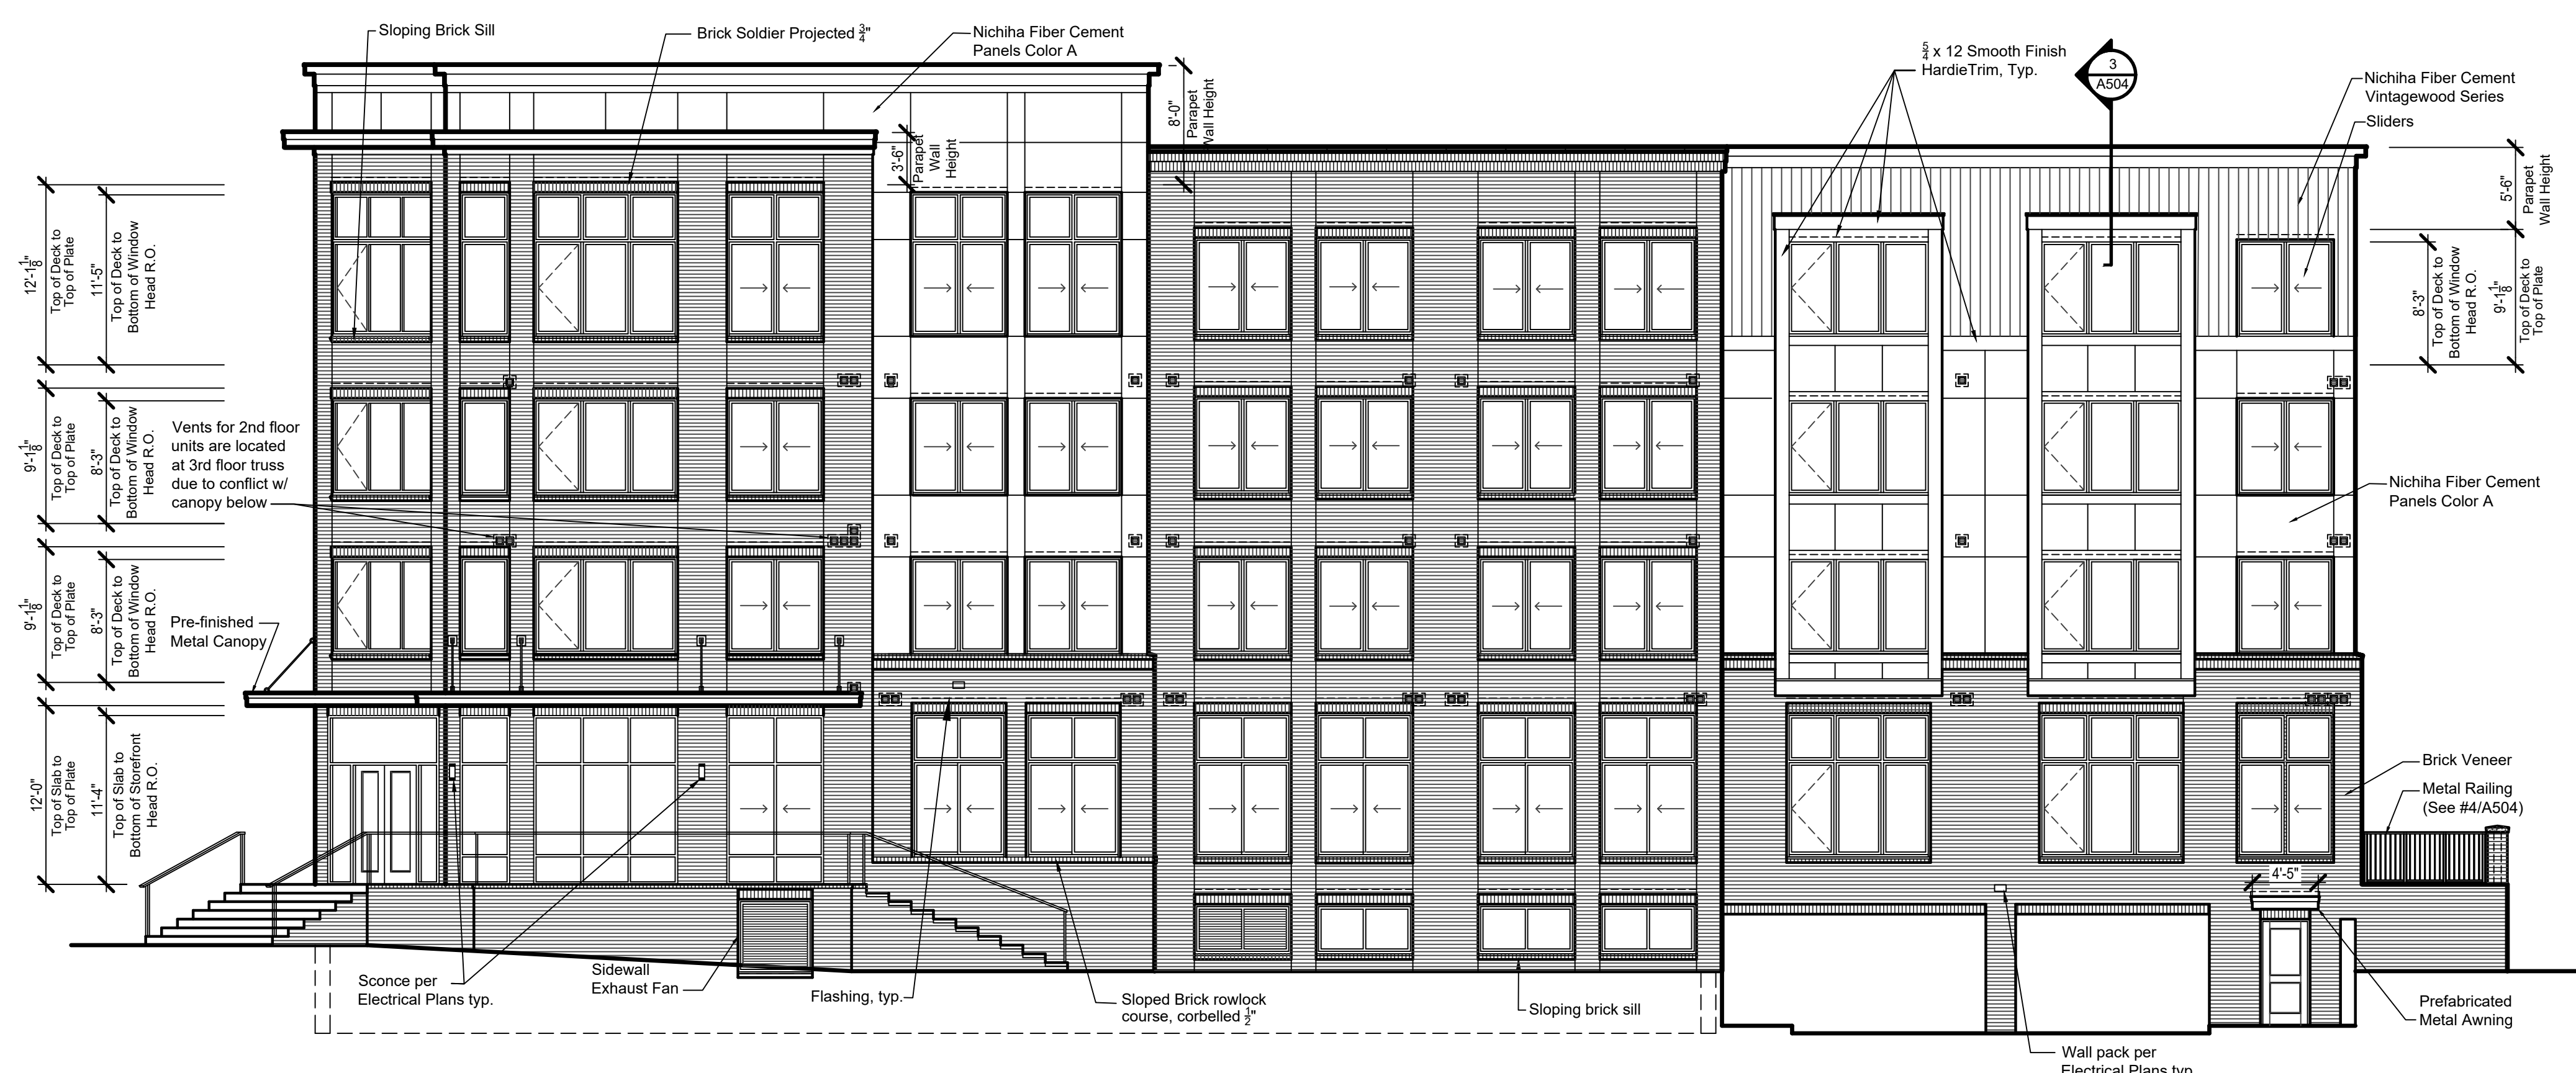 Sloping Brick Sill
Brick Soldier Projected 3/4"
Nichiha Fiber Cement
Panels Color A
8'-0"
Parapet
Wall Height
3'-6"
Parapet
Wall
Height
5/4 x 12 Smooth Finish
HardieTrim, Typ.
3
A504
Nichiha Fiber Cement
Vintagewood Series
Sliders
5'-6"
Parapet
Wall Height
8'-3"
Top of Deck to
Bottom of Window
Head R.O.
9'-1 1/8"
Top of Deck to
Top of Plate
12'-1 1/8"
Top of Deck to
Top of Plate
11'-5"
Top of Deck to
Bottom of Window
Head R.O.
9'-1 1/8"
Top of Deck to
Top of Plate
8'-3"
Top of Deck to
Bottom of Window
Head R.O.
Vents for 2nd floor
units are located
at 3rd floor truss
due to conflict w/
canopy below
9'-1 1/8"
Top of Deck to
Top of Plate
8'-3"
Top of Deck to
Bottom of Window
Head R.O.
Pre-finished
Metal Canopy
12'-0"
Top of Slab to
Top of Plate
11'-4"
Top of Slab to
Bottom of Storefront
Head R.O.
Nichiha Fiber Cement
Panels Color A
Brick Veneer
Metal Railing
(See #4/A504)
4'-5"
Sconce per
Electrical Plans typ.
Sidewall
Exhaust Fan
Flashing, typ.
Sloped Brick rowlock
course, corbelled 1/2"
Sloping brick sill
Prefabricated
Metal Awning
Wall pack per
Electrical Plans typ